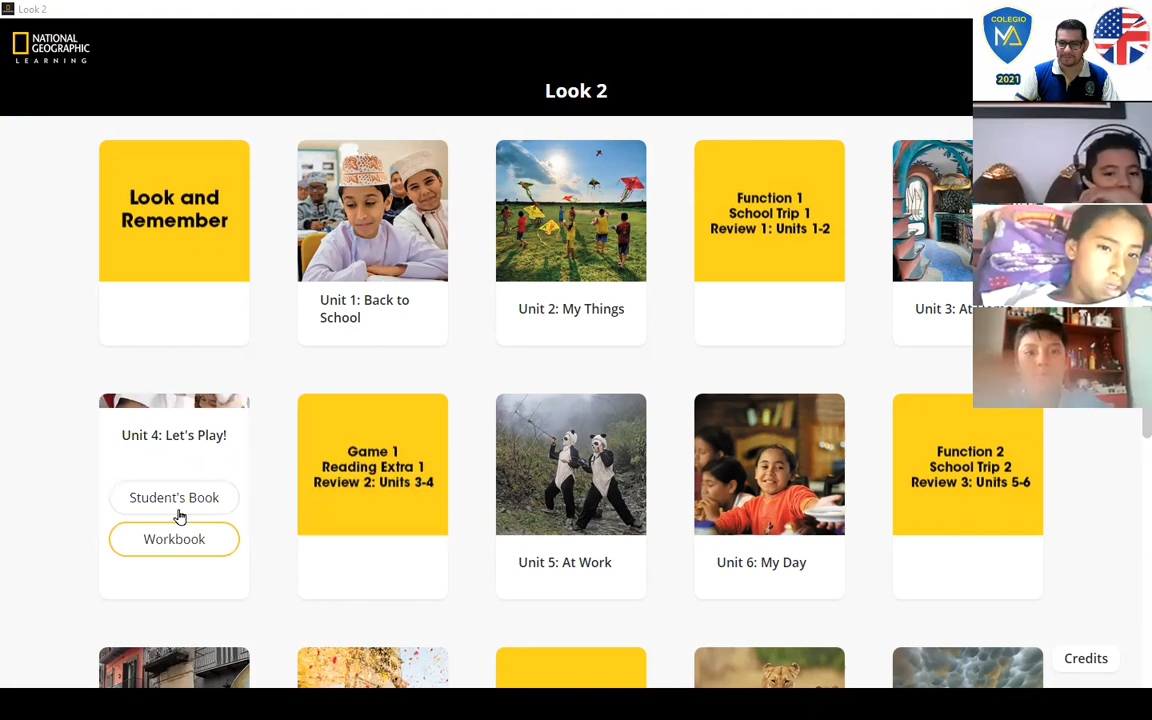 Look 2
NATIONAL
GEOGRAPHIC
LEARNING
Look 2
COLEGIO
MA
2021
Look and
Remember
Unit 1: Back to
School
Unit 2: My Things
Function 1
School Trip 1
Review 1: Units 1-2
Unit 3: At
Unit 4: Let's Play!
Student's Book
Workbook
Game 1
Reading Extra 1
Review 2: Units 3-4
Unit 5: At Work
Unit 6: My Day
Function 2
School Trip 2
Review 3: Units 5-6
Credits